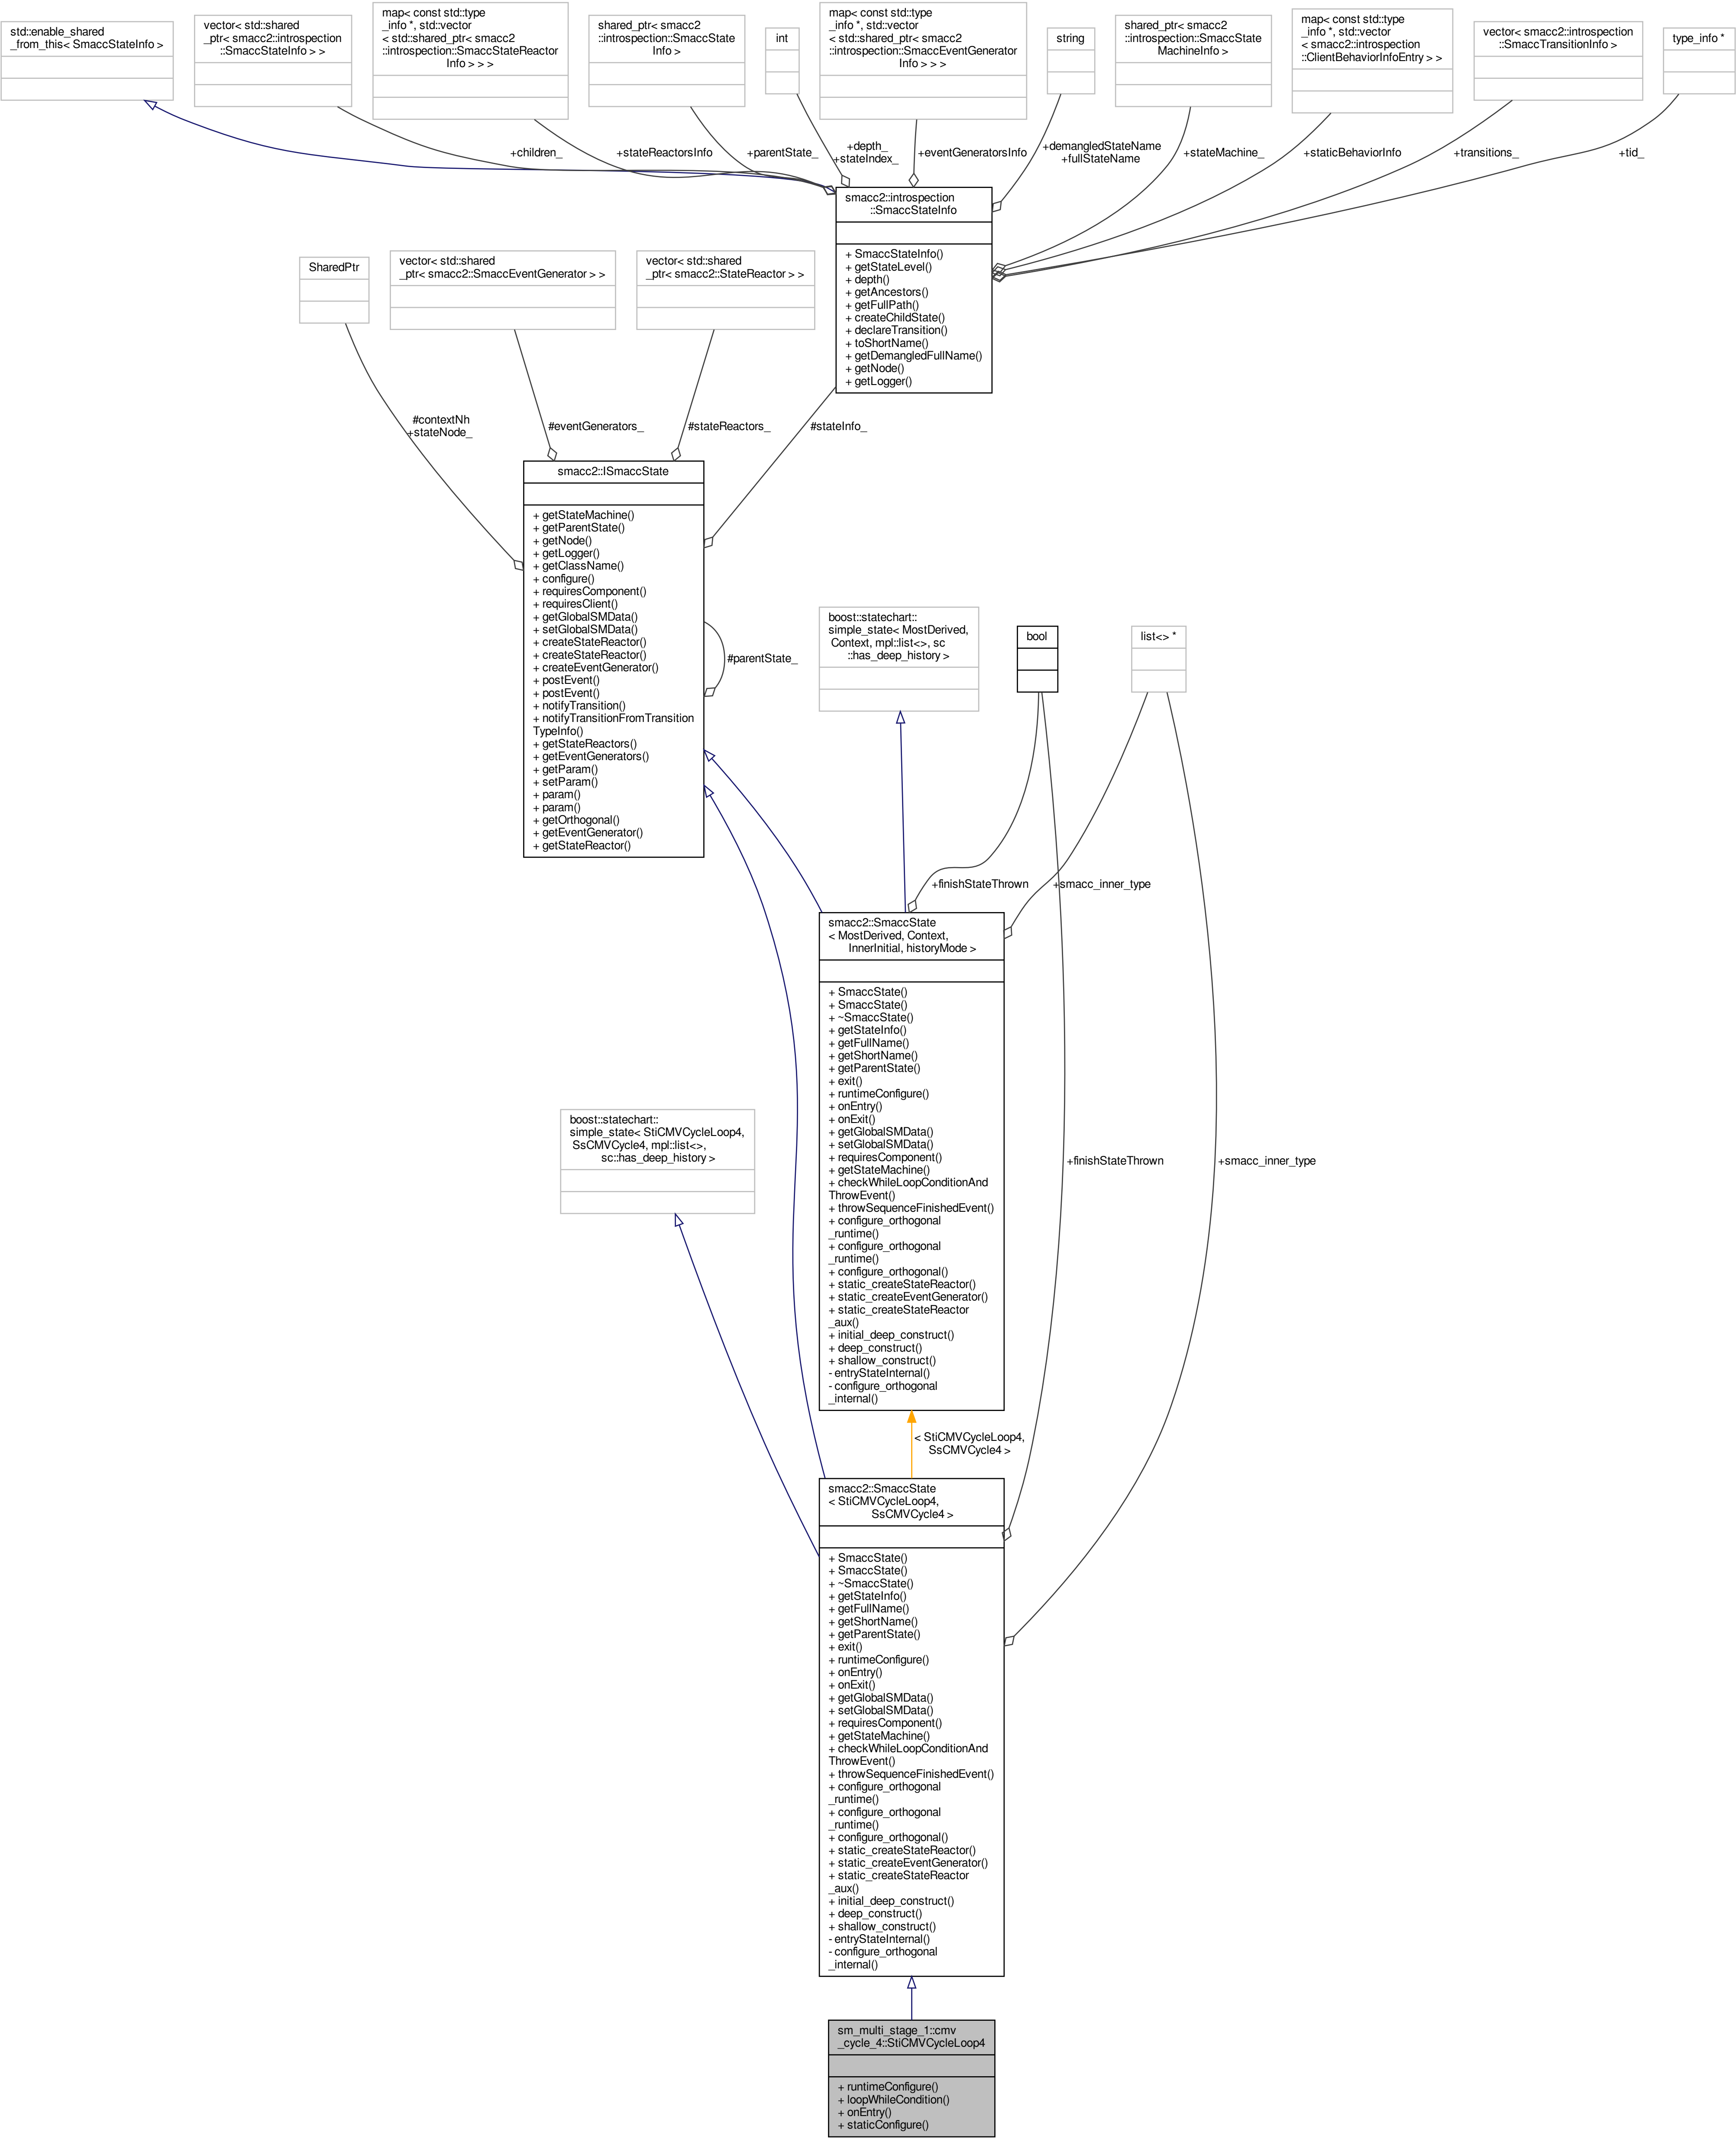 std::enable_shared
_from_this< SmaccStateInfo >
vector< std::shared
_ptr< smacc2::introspection
::SmaccStateInfo > >
map< const std::type
_info *, std::vector
< std::shared_ptr< smacc2
::introspection::SmaccStateReactor
Info > > >
shared_ptr< smacc2
::introspection::SmaccState
Info >
int
map< const std::type
_info *, std::vector
< std::shared_ptr< smacc2
::introspection::SmaccEventGenerator
Info > > >
string
shared_ptr< smacc2
::introspection::SmaccState
MachineInfo >
map< const std::type
_info *, std::vector
< smacc2::introspection
::ClientBehaviorInfoEntry > >
vector< smacc2::introspection
::SmaccTransitionInfo >
type_info *
+children_
+stateReactorsInfo
+parentState_
+depth_
+stateIndex_
+eventGeneratorsInfo
+demangledStateName
+fullStateName
+stateMachine_
+staticBehaviorInfo
+transitions_
+tid_
smacc2::introspection
::SmaccStateInfo
+ SmaccStateInfo()
+ getStateLevel()
+ depth()
+ getAncestors()
+ getFullPath()
+ createChildState()
+ declareTransition()
+ toShortName()
+ getDemangledFullName()
+ getNode()
+ getLogger()
SharedPtr
vector< std::shared
_ptr< smacc2::SmaccEventGenerator > >
vector< std::shared
_ptr< smacc2::StateReactor > >
#contextNh
+stateNode_
#eventGenerators_
#stateReactors_
#stateInfo_
smacc2::ISmaccState
+ getStateMachine()
+ getParentState()
+ getNode()
+ getLogger()
+ getClassName()
+ configure()
+ requiresComponent()
+ requiresClient()
+ getGlobalSMData()
+ setGlobalSMData()
+ createStateReactor()
+ createStateReactor()
+ createEventGenerator()
+ postEvent()
+ postEvent()
+ notifyTransition()
+ notifyTransitionFromTransition
TypeInfo()
+ getStateReactors()
+ getEventGenerators()
+ getParam()
+ setParam()
+ param()
+ param()
+ getOrthogonal()
+ getEventGenerator()
+ getStateReactor()
#parentState_
boost::statechart::
simple_state< MostDerived,
Context, mpl::list<>, sc
::has_deep_history >
bool
list<> *
+finishStateThrown
+smacc_inner_type
smacc2::SmaccState
< MostDerived, Context,
InnerInitial, historyMode >
+ SmaccState()
+ SmaccState()
+ ~SmaccState()
+ getStateInfo()
+ getFullName()
+ getShortName()
+ getParentState()
+ exit()
+ runtimeConfigure()
+ onEntry()
+ onExit()
+ getGlobalSMData()
+ setGlobalSMData()
+ requiresComponent()
+ getStateMachine()
+ checkWhileLoopConditionAnd
ThrowEvent()
+ throwSequenceFinishedEvent()
+ configure_orthogonal
_runtime()
+ configure_orthogonal
_runtime()
+ configure_orthogonal()
+ static_createStateReactor()
+ static_createEventGenerator()
+ static_createStateReactor
_aux()
+ initial_deep_construct()
+ deep_construct()
+ shallow_construct()
- entryStateInternal()
- configure_orthogonal
_internal()
boost::statechart::
simple_state< StiCMVCycleLoop4,
SsCMVCycle4, mpl::list<>,
sc::has_deep_history >
+finishStateThrown
+smacc_inner_type
< StiCMVCycleLoop4,
SsCMVCycle4 >
smacc2::SmaccState
< StiCMVCycleLoop4,
SsCMVCycle4 >
+ SmaccState()
+ SmaccState()
+ ~SmaccState()
+ getStateInfo()
+ getFullName()
+ getShortName()
+ getParentState()
+ exit()
+ runtimeConfigure()
+ onEntry()
+ onExit()
+ getGlobalSMData()
+ setGlobalSMData()
+ requiresComponent()
+ getStateMachine()
+ checkWhileLoopConditionAnd
ThrowEvent()
+ throwSequenceFinishedEvent()
+ configure_orthogonal
_runtime()
+ configure_orthogonal
_runtime()
+ configure_orthogonal()
+ static_createStateReactor()
+ static_createEventGenerator()
+ static_createStateReactor
_aux()
+ initial_deep_construct()
+ deep_construct()
+ shallow_construct()
- entryStateInternal()
- configure_orthogonal
_internal()
sm_multi_stage_1::cmv
_cycle_4::StiCMVCycleLoop4
+ runtimeConfigure()
+ loopWhileCondition()
+ onEntry()
+ staticConfigure()